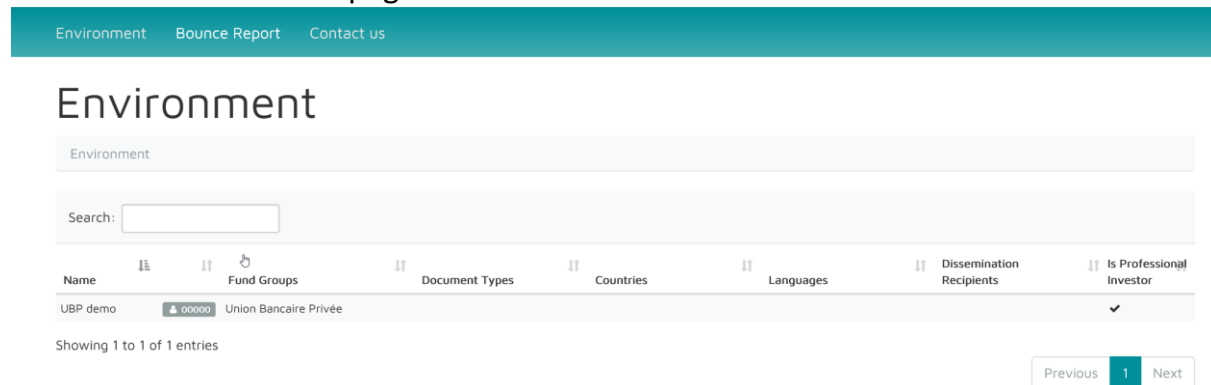 Environment Bounce Report Contact us
Environment
Environment
Search:
Name Fund Groups Document Types Countries Languages Dissemination Recipients Is Professional Investor
UBP demo 00000 Union Bancaire Privée
Showing 1 to 1 of 1 entries
Previous 1 Next